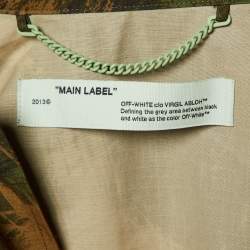 "MAIN LABEL"
2013©
OFF-WHITE c/o VIRGIL ABLOH™
Defining the grey area between black
and white as the color Off-White™